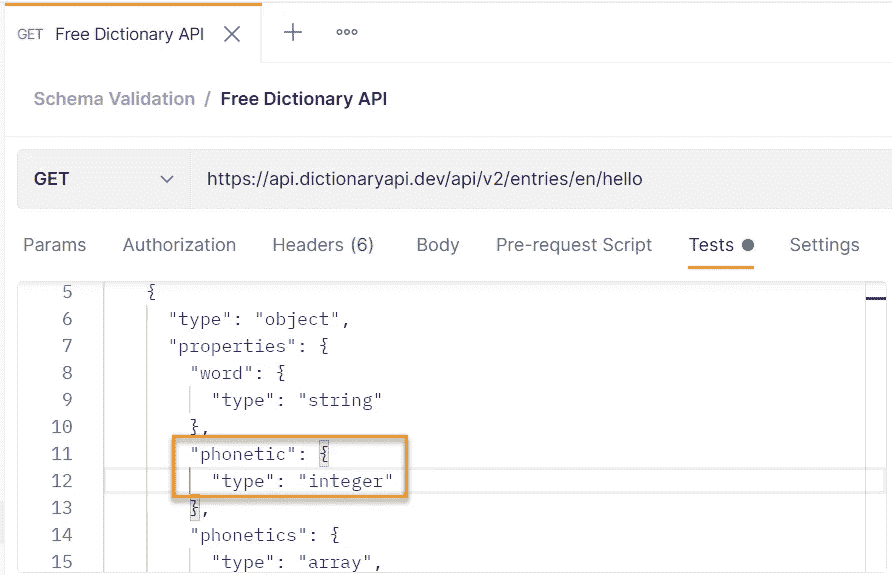 GET Free Dictionary API
Schema Validation / Free Dictionary API
GET https://api.dictionaryapi.dev/api/v2/entries/en/hello
Params Authorization Headers (6) Body Pre-request Script Tests Settings
5 {
6 "type": "object",
7 "properties": {
8 "word": {
9 "type": "string"
10 },
11 "phonetic": {
12 "type": "integer"
13 },
14 "phonetics": {
15 "type": "array",